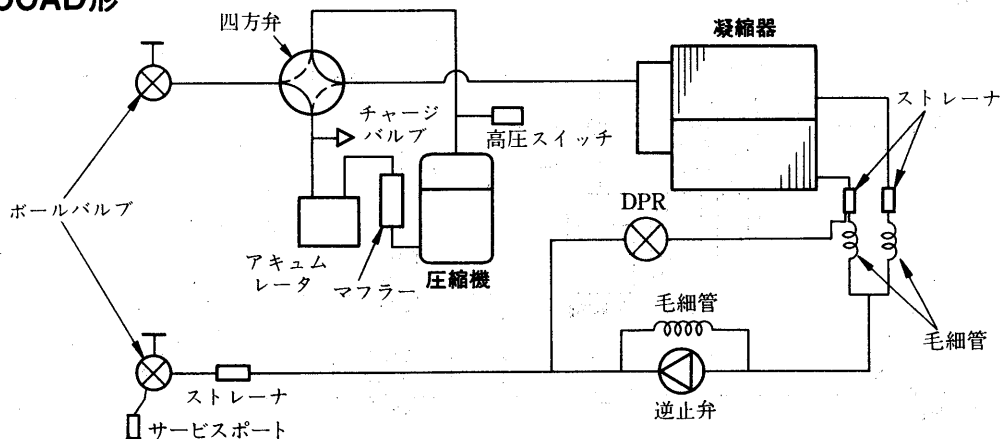 00AD形
四方弁
凝縮器
ストレーナ
チャージ
バルブ
高圧スイッチ
ボールバルブ
DPR
アキュム
レータ
マフラー
圧縮機
毛細管
毛細管
ストレーナ
逆止弁
サービスポート